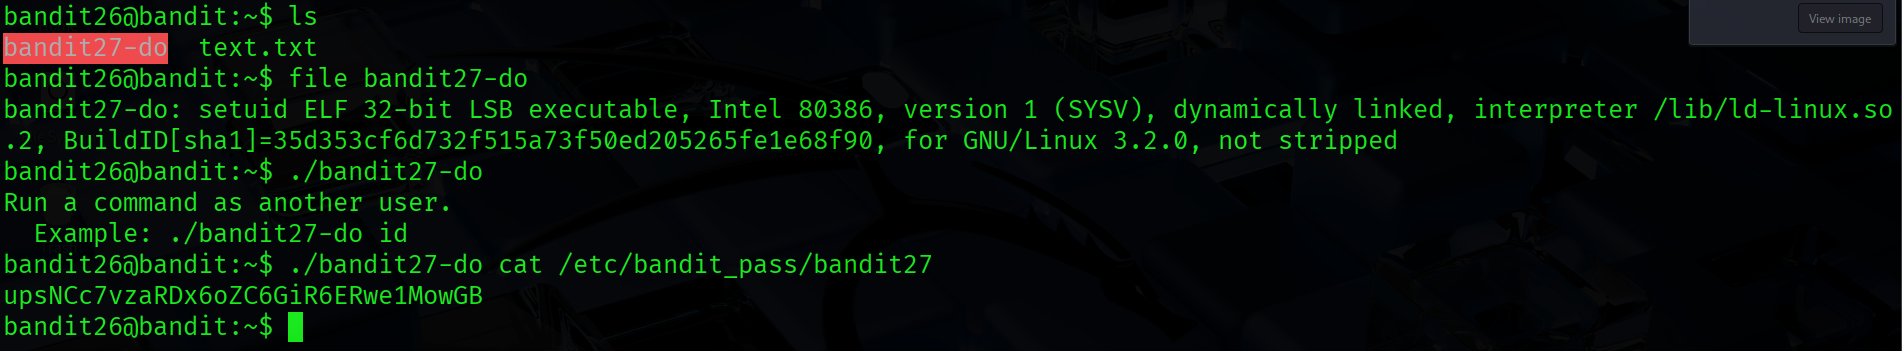 bandit26@bandit:~$ ls
bandit27-do  text.txt
View image
bandit26@bandit:~$ file bandit27-do
bandit27-do: setuid ELF 32-bit LSB executable, Intel 80386, version 1 (SYSV), dynamically linked, interpreter /lib/ld-linux.so
.2, BuildID[sha1]=35d353cf6d732f515a73f50ed205265fe1e68f90, for GNU/Linux 3.2.0, not stripped
bandit26@bandit:~$ ./bandit27-do
Run a command as another user.
  Example: ./bandit27-do id
bandit26@bandit:~$ ./bandit27-do cat /etc/bandit_pass/bandit27
upsNCc7vzaRDx6oZC6GiR6ERwe1MowGB
bandit26@bandit:~$